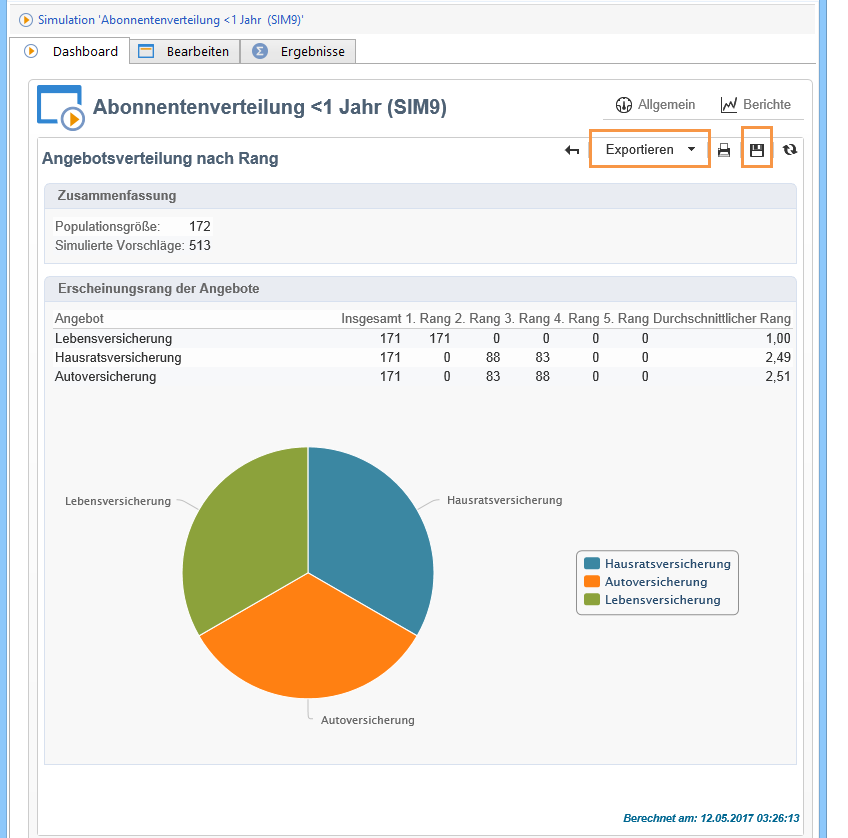 Simulation 'Abonnentenverteilung <1 Jahr (SIM9)'
Dashboard Bearbeiten Σ Ergebnisse
Abonnentenverteilung <1 Jahr (SIM9) Allgemein Berichte
Angebotsverteilung nach Rang Exportieren
Zusammenfassung
Populationsgröße: 172
Simulierte Vorschläge: 513
Erscheinungsrang der Angebote
Angebot Insgesamt 1. Rang 2. Rang 3. Rang 4. Rang 5. Rang Durchschnittlicher Rang
Lebensversicherung 171 171 0 0 0 0 1,00
Hausratsversicherung 171 0 88 83 0 0 2,49
Autoversicherung 171 0 83 88 0 0 2,51
Lebensversicherung Hausratsversicherung
Hausratsversicherung
Autoversicherung
Lebensversicherung
Autoversicherung
Berechnet am: 12.05.2017 03:26:13